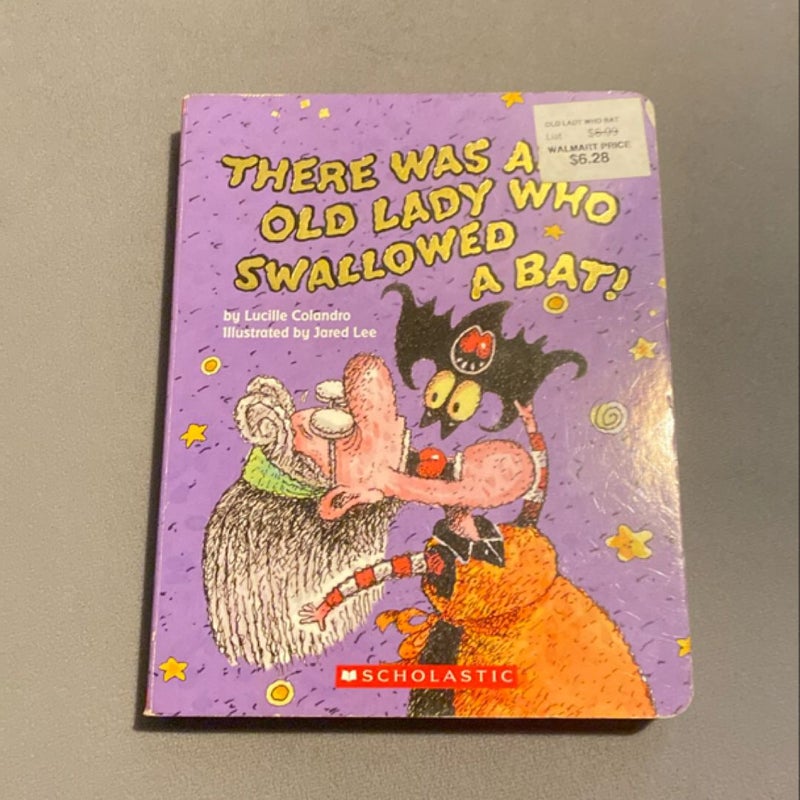 OLD LADY WHO BAT
List $6.99
WALMART PRICE
$6.28
THERE WAS A
OLD LADY WHO
SWALLOWED
A BAT!
by Lucille Colandro
Illustrated by Jared Lee
SCHOLASTIC